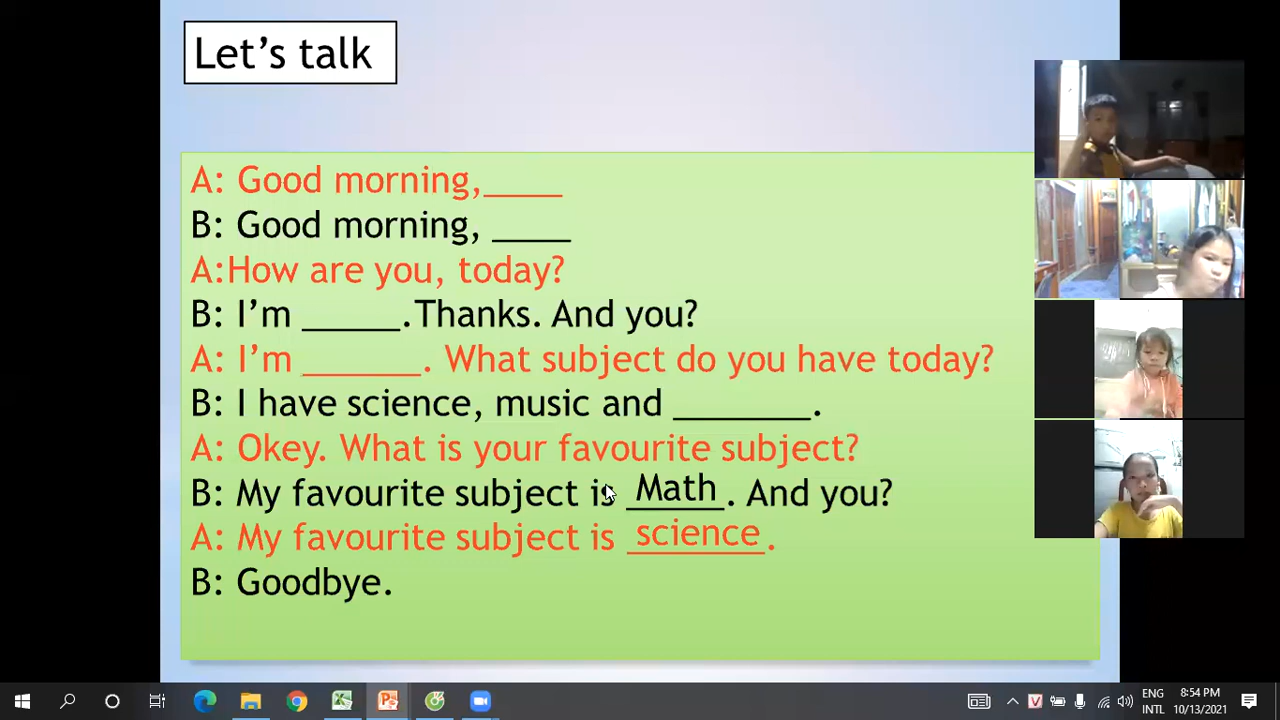 Let's talk
A: Good morning,____
B: Good morning, ____
A:How are you, today?
B: I'm _____.Thanks. And you?
A: I'm ______. What subject do you have today?
B: I have science, music and _______.
A: Okey. What is your favourite subject?
B: My favourite subject is Math. And you?
A: My favourite subject is science.
B: Goodbye.
ENG
INTL
8:54 PM
10/13/2021